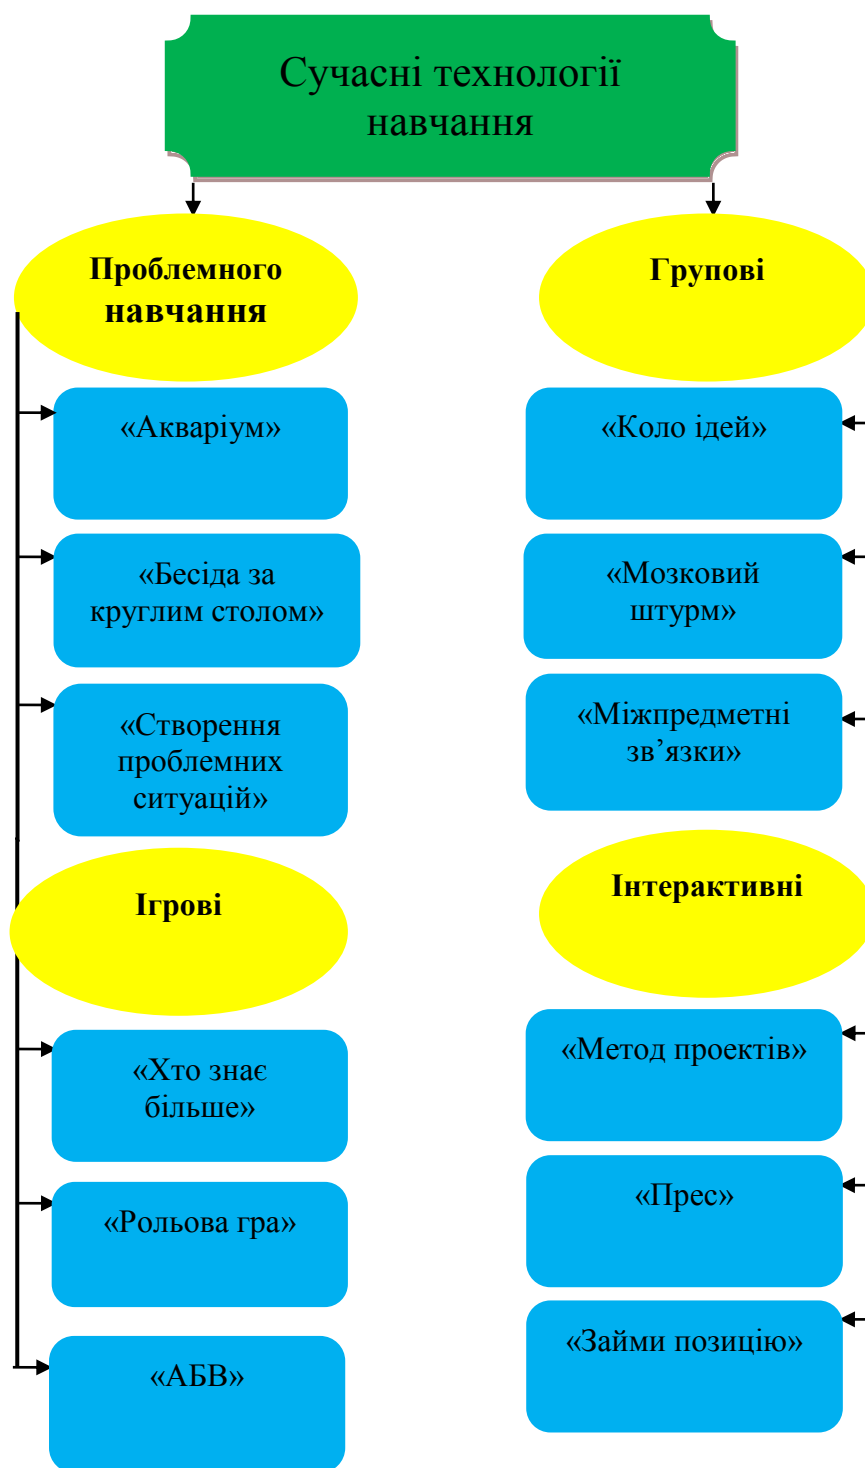 Сучасні технології
навчання
Проблемного
навчання
«Акваріум»
«Бесіда за
круглим столом»
«Створення
проблемних
ситуацій»
Ігрові
«Хто знає
більше»
«Рольова гра»
«АБВ»
Групові
«Коло ідей»
«Мозковий
штурм»
«Міжпредметні
зв’язки»
Інтерактивні
«Метод проектів»
«Прес»
«Займи позицію»